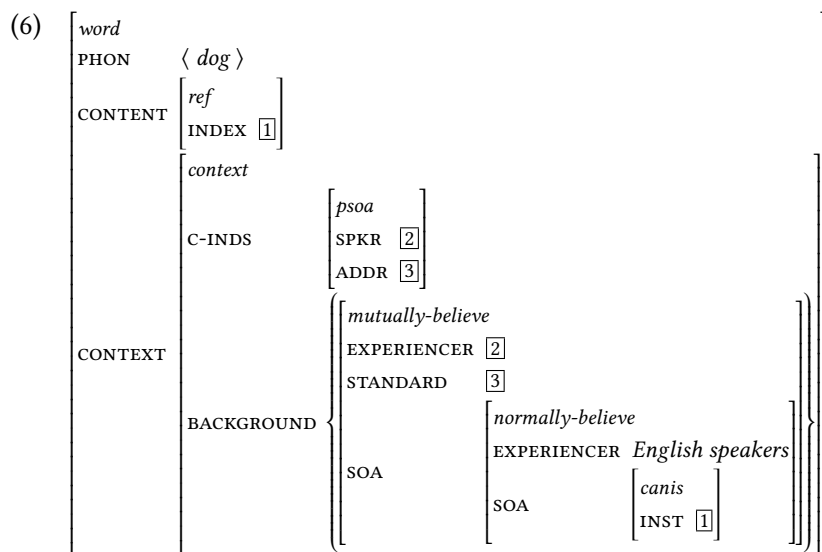 (6)
word
PHON ⟨ dog ⟩
ref
CONTENT
INDEX 1
context
psoa
C-INDS SPKR 2
ADDR 3
mutually-believe
EXPERIENCER 2
CONTEXT STANDARD 3
normally-believe
BACKGROUND
EXPERIENCER English speakers
SOA canis
SOA
INST 1